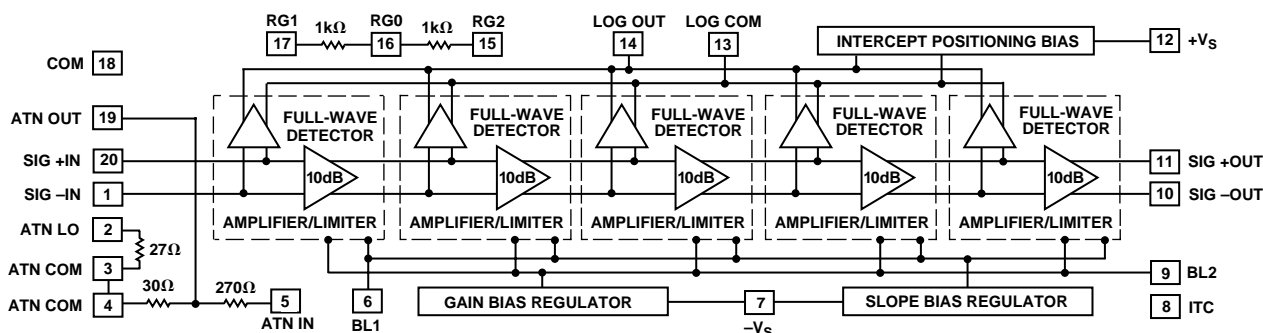 RG1 1kΩ RG0 1kΩ RG2 LOG OUT LOG COM
17 16 15 14 13 INTERCEPT POSITIONING BIAS 12 +VS
COM 18
ATN OUT 19
FULL-WAVE DETECTOR
FULL-WAVE DETECTOR
FULL-WAVE DETECTOR
FULL-WAVE DETECTOR
FULL-WAVE DETECTOR
SIG +IN 20
11 SIG +OUT
10dB 10dB 10dB 10dB 10dB
SIG –IN 1
10 SIG –OUT
AMPLIFIER/LIMITER AMPLIFIER/LIMITER AMPLIFIER/LIMITER AMPLIFIER/LIMITER AMPLIFIER/LIMITER
ATN LO 2
27Ω
ATN COM 3
9 BL2
ATN COM 4 30Ω 270Ω 5 6 GAIN BIAS REGULATOR 7 SLOPE BIAS REGULATOR 8 ITC
ATN IN BL1 –VS